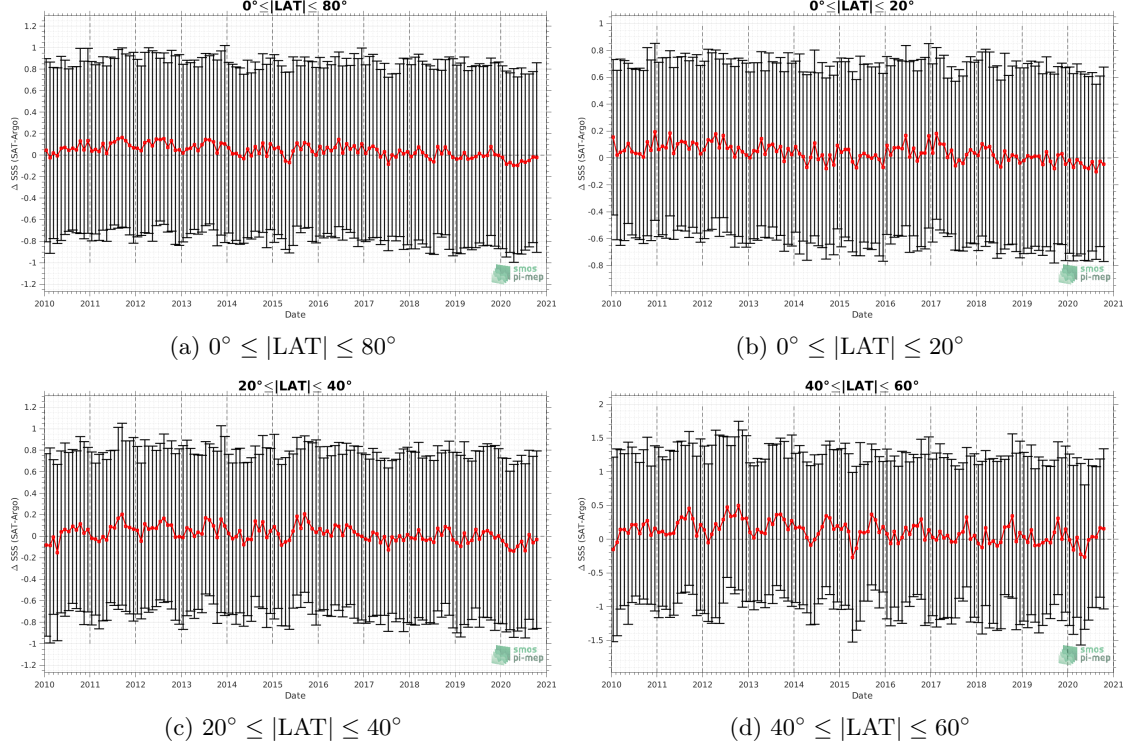 0°≤|LAT|≤ 80°
1.2
1
0.8
0.6
0.4
0.2
0
-0.2
-0.4
-0.6
-0.8
-1
-1.2
Δ SSS (SAT-Argo)
2010 2011 2012 2013 2014 2015 2016 2017 2018 2019 2020 2021
Date
smos
pi-mep
(a) 0° ≤ |LAT| ≤ 80°
0°≤|LAT|≤ 20°
1
0.8
0.6
0.4
0.2
0
-0.2
-0.4
-0.6
-0.8
Δ SSS (SAT-Argo)
2010 2011 2012 2013 2014 2015 2016 2017 2018 2019 2020 2021
Date
smos
pi-mep
(b) 0° ≤ |LAT| ≤ 20°
20°≤|LAT|≤ 40°
1.2
1
0.8
0.6
0.4
0.2
0
-0.2
-0.4
-0.6
-0.8
-1
-1.2
Δ SSS (SAT-Argo)
2010 2011 2012 2013 2014 2015 2016 2017 2018 2019 2020 2021
Date
smos
pi-mep
(c) 20° ≤ |LAT| ≤ 40°
40°≤|LAT|≤ 60°
2
1.5
1
0.5
0
-0.5
-1
-1.5
Δ SSS (SAT-Argo)
2010 2011 2012 2013 2014 2015 2016 2017 2018 2019 2020 2021
Date
smos
pi-mep
(d) 40° ≤ |LAT| ≤ 60°